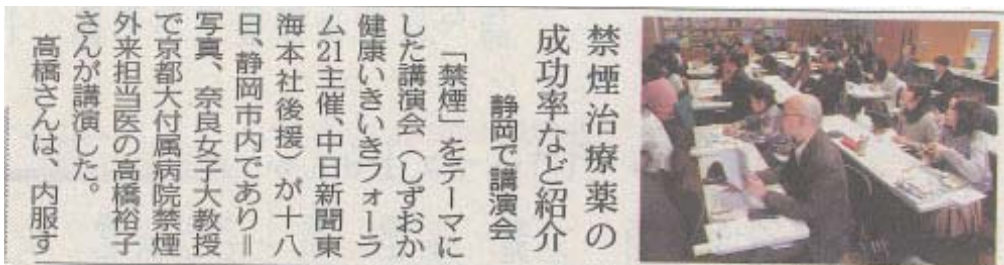 禁煙治療薬の
成功率など紹介
静岡で講演会
「禁煙」をテーマに
した講演会（しずおか
健康いきいきフォーラ
ム21主催、中日新聞東
海本社後援）が十八
日、静岡市内であり＝
写真、奈良女子大教授
で京都大付属病院禁煙
外来担当医の高橋裕子
さんが講演した。
高橋さんは、内服す